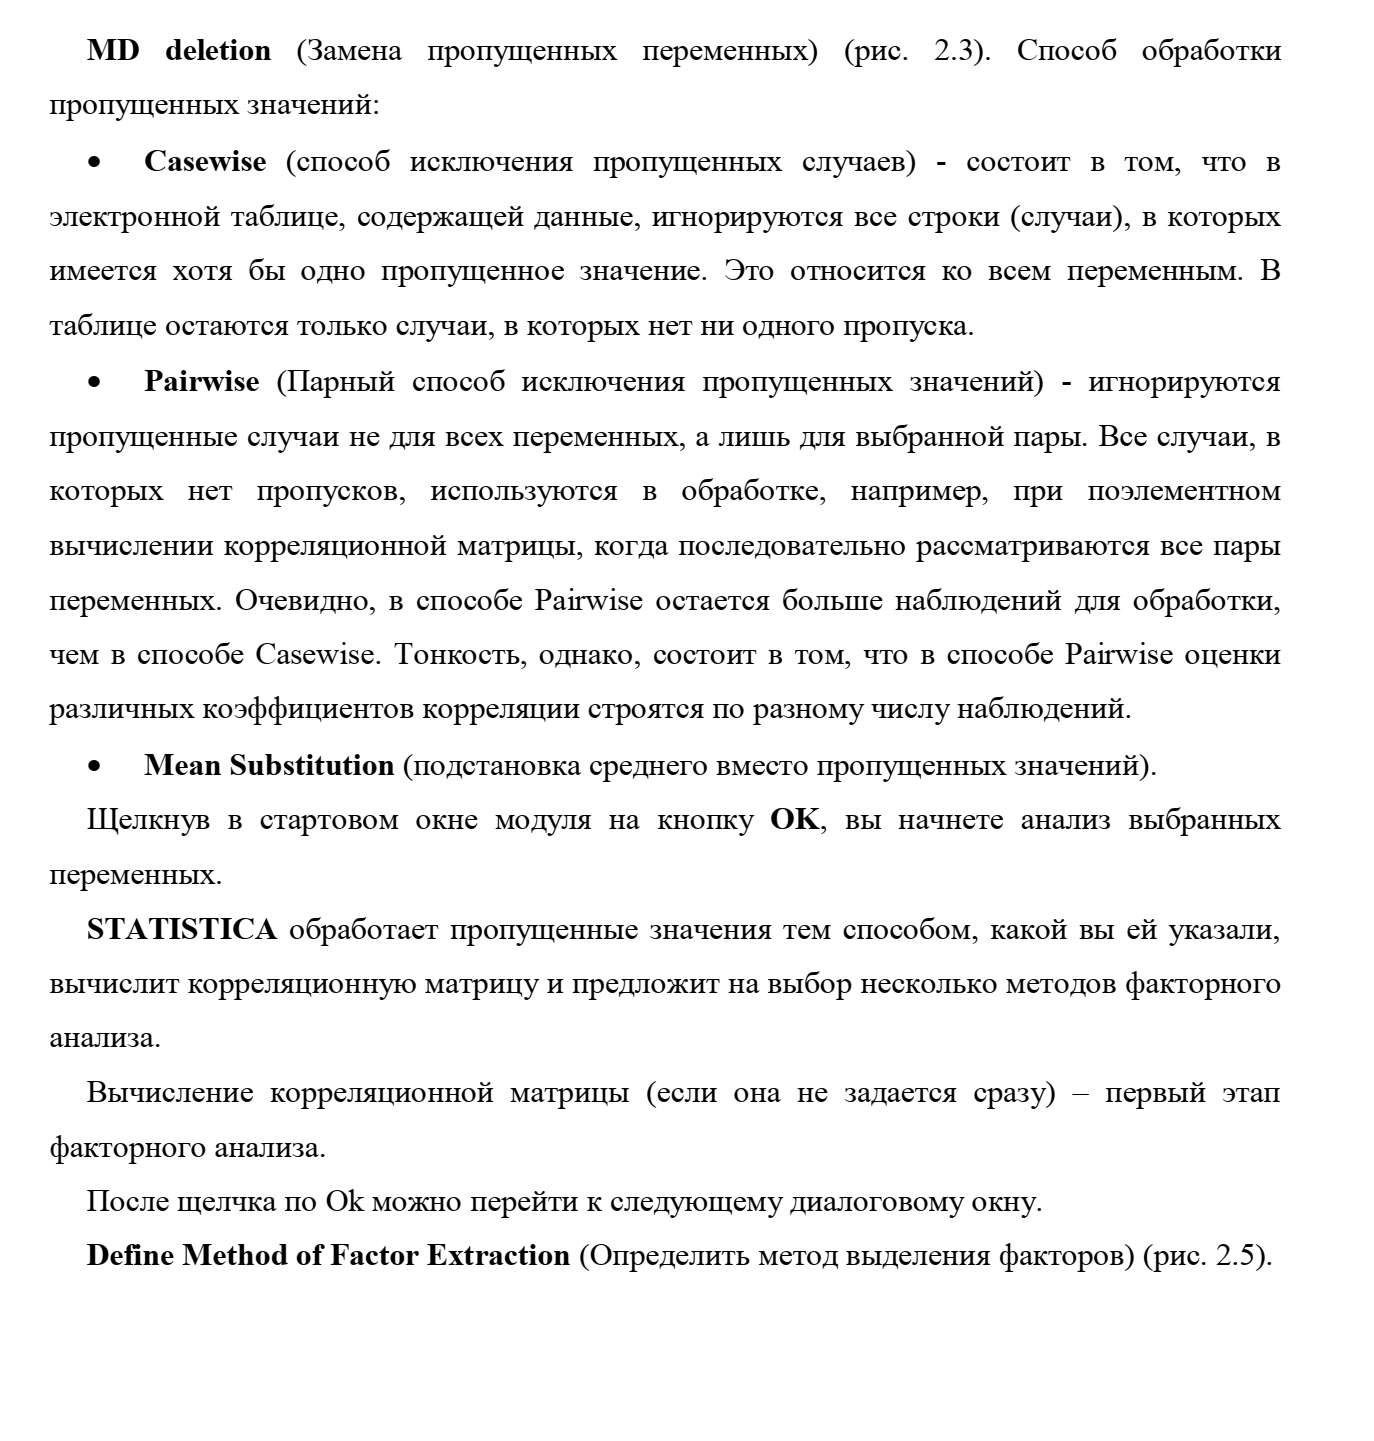 MD deletion (Замена пропущенных переменных) (рис. 2.3). Способ обработки
пропущенных значений:
• Casewise (способ исключения пропущенных случаев) - состоит в том, что в
электронной таблице, содержащей данные, игнорируются все строки (случаи), в которых
имеется хотя бы одно пропущенное значение. Это относится ко всем переменным. В
таблице остаются только случаи, в которых нет ни одного пропуска.
• Pairwise (Парный способ исключения пропущенных значений) - игнорируются
пропущенные случаи не для всех переменных, а лишь для выбранной пары. Все случаи, в
которых нет пропусков, используются в обработке, например, при поэлементном
вычислении корреляционной матрицы, когда последовательно рассматриваются все пары
переменных. Очевидно, в способе Pairwise остается больше наблюдений для обработки,
чем в способе Casewise. Тонкость, однако, состоит в том, что в способе Pairwise оценки
различных коэффициентов корреляции строятся по разному числу наблюдений.
• Mean Substitution (подстановка среднего вместо пропущенных значений).
Щелкнув в стартовом окне модуля на кнопку OK, вы начнете анализ выбранных
переменных.
STATISTICA обработает пропущенные значения тем способом, какой вы ей указали,
вычислит корреляционную матрицу и предложит на выбор несколько методов факторного
анализа.
Вычисление корреляционной матрицы (если она не задается сразу) – первый этап
факторного анализа.
После щелчка по Ok можно перейти к следующему диалоговому окну.
Define Method of Factor Extraction (Определить метод выделения факторов) (рис. 2.5).